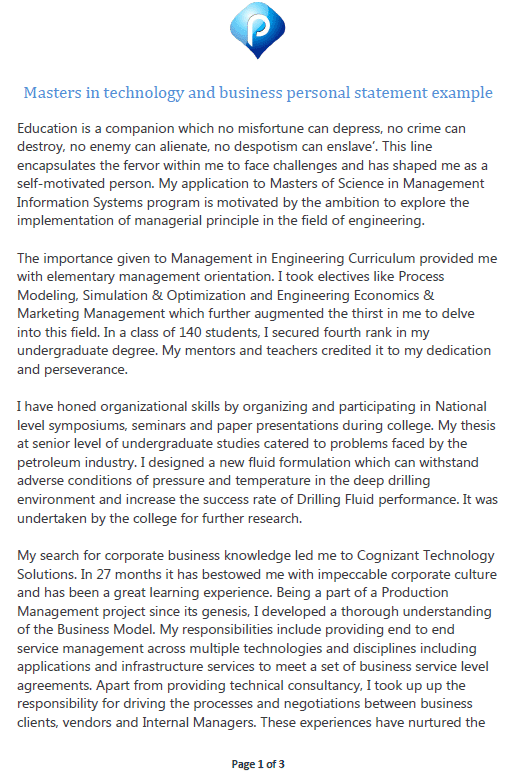 Masters in technology and business personal statement example
Education is a companion which no misfortune can depress, no crime can
destroy, no enemy can alienate, no despotism can enslave‘. This line
encapsulates the fervor within me to face challenges and has shaped me as a
self-motivated person. My application to Masters of Science in Management
Information Systems program is motivated by the ambition to explore the
implementation of managerial principle in the field of engineering.
The importance given to Management in Engineering Curriculum provided me
with elementary management orientation. I took electives like Process
Modeling, Simulation & Optimization and Engineering Economics &
Marketing Management which further augmented the thirst in me to delve
into this field. In a class of 140 students, I secured fourth rank in my
undergraduate degree. My mentors and teachers credited it to my dedication
and perseverance.
I have honed organizational skills by organizing and participating in National
level symposiums, seminars and paper presentations during college. My thesis
at senior level of undergraduate studies catered to problems faced by the
petroleum industry. I designed a new fluid formulation which can withstand
adverse conditions of pressure and temperature in the deep drilling
environment and increase the success rate of Drilling Fluid performance. It was
undertaken by the college for further research.
My search for corporate business knowledge led me to Cognizant Technology
Solutions. In 27 months it has bestowed me with impeccable corporate culture
and has been a great learning experience. Being a part of a Production
Management project since its genesis, I developed a thorough understanding
of the Business Model. My responsibilities include providing end to end
service management across multiple technologies and disciplines including
applications and infrastructure services to meet a set of business service level
agreements. Apart from providing technical consultancy, I took up up the
responsibility for driving the processes and negotiations between business
clients, vendors and Internal Managers. These experiences have nurtured the
Page 1 of 3